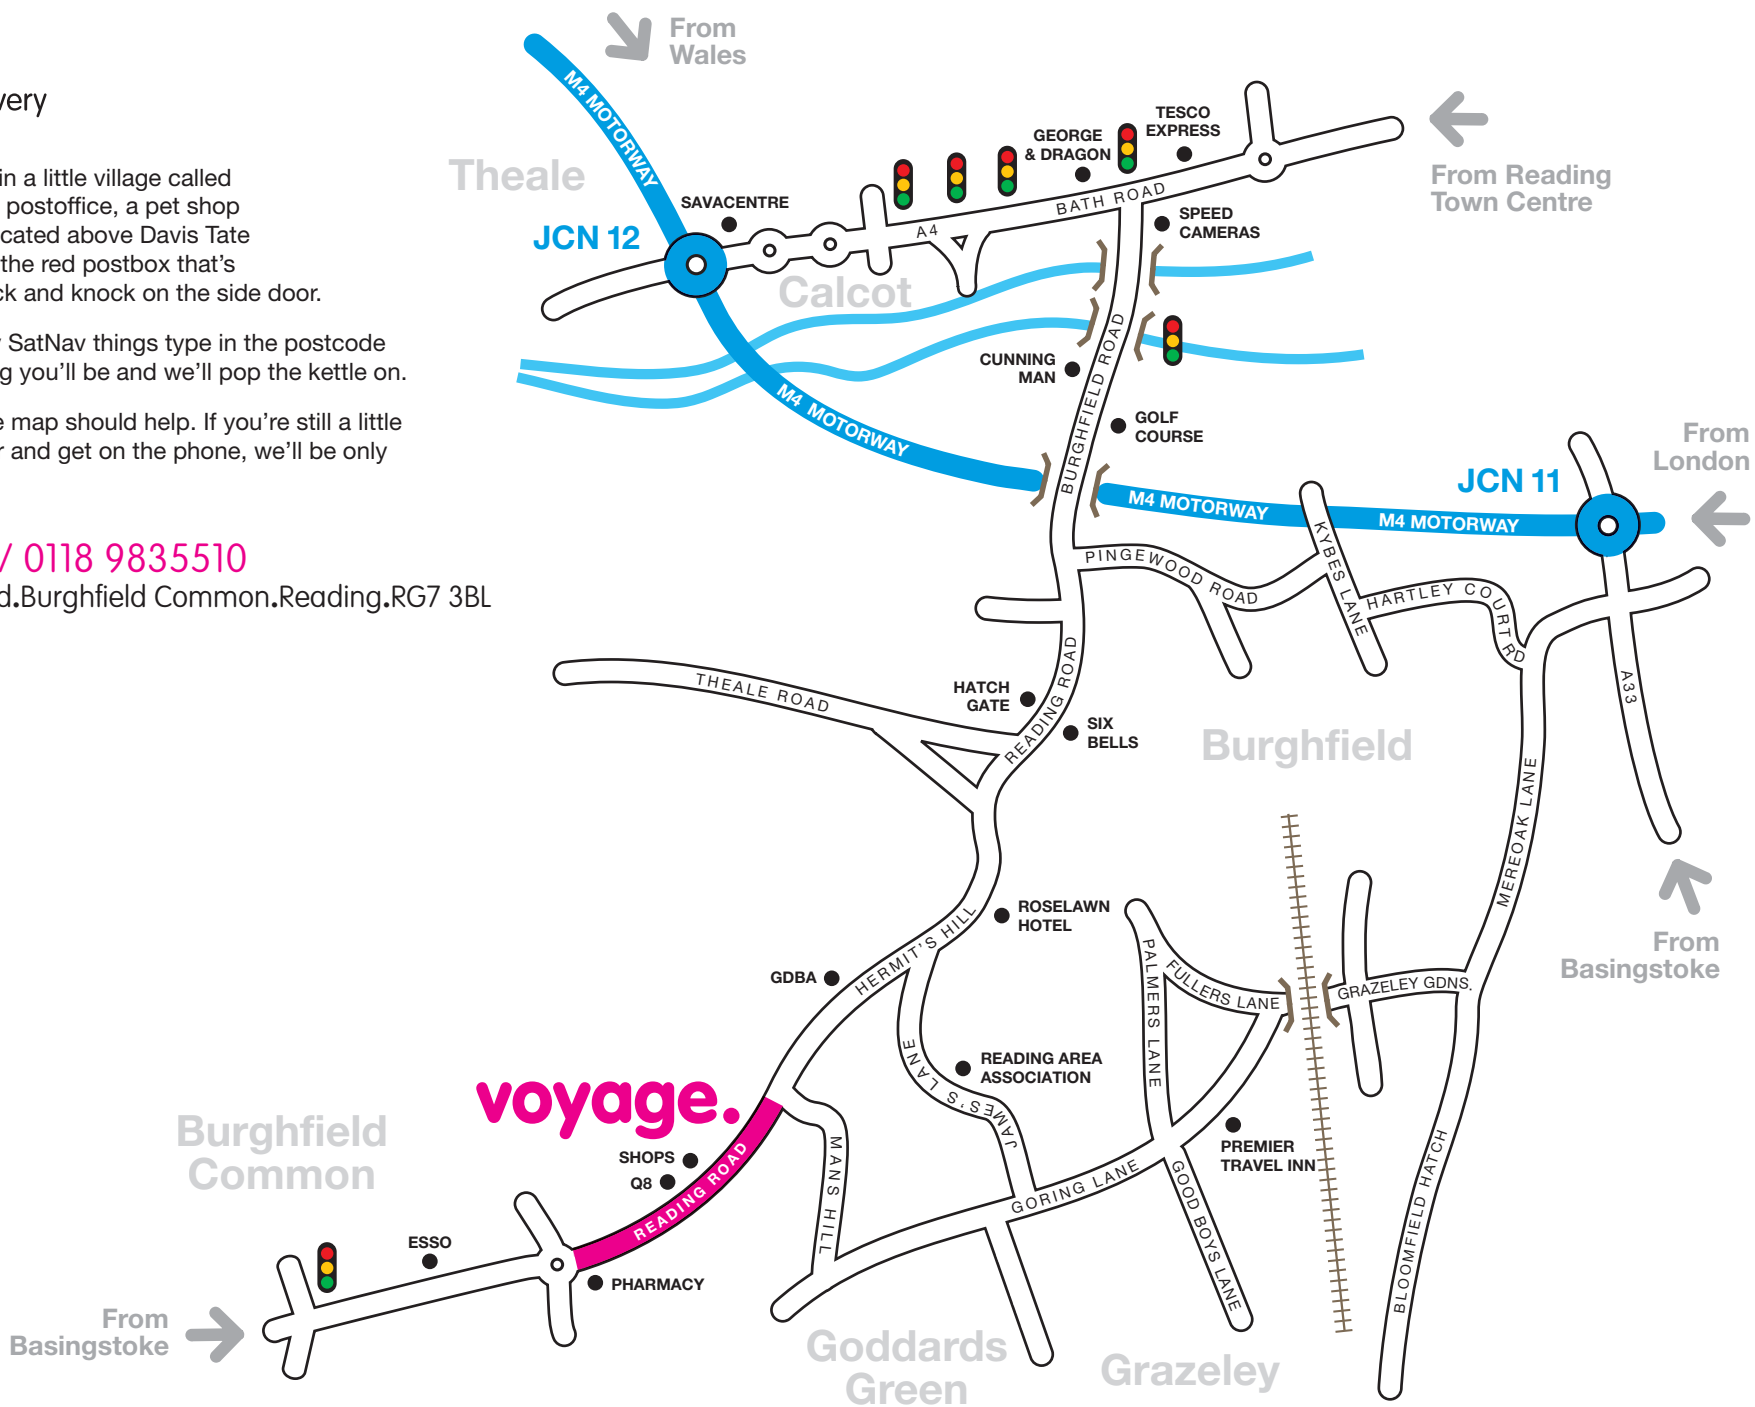 very
in a little village called
postoffice, a pet shop
cated above Davis Tate
the red postbox that's
ck and knock on the side door.
SatNav things type in the postcode
g you'll be and we'll pop the kettle on.
e map should help. If you're still a little
r and get on the phone, we'll be only
/ 0118 9835510
d.Burghfield Common.Reading.RG7 3BL
From
Wales
M4 MOTORWAY
Theale
JCN 12
SAVACENTRE
GEORGE
& DRAGON
TESCO
EXPRESS
From Reading
Town Centre
A4
BATH ROAD
SPEED
CAMERAS
Calcot
CUNNING
MAN
BURGHFIELD ROAD
GOLF
COURSE
M4 MOTORWAY
M4 MOTORWAY
M4 MOTORWAY
JCN 11
From
London
PINGEWOOD ROAD
KYBES LANE
HARTLEY COURT RD
A33
THEALE ROAD
HATCH
GATE
READING ROAD
SIX
BELLS
Burghfield
MEREOAK LANE
From
Basingstoke
ROSELAWN
HOTEL
HERMIT'S HILL
GDBA
PALMERS LANE
FULLERS LANE
GRAZELEY GDNS.
JAMES'S LANE
READING AREA
ASSOCIATION
PREMIER
TRAVEL INN
voyage.
Burghfield
Common
SHOPS
Q8
READING ROAD
MANS HILL
GORING LANE
GOOD BOYS LANE
BLOOMFIELD HATCH
ESSO
PHARMACY
From
Basingstoke
Goddards
Green
Grazeley